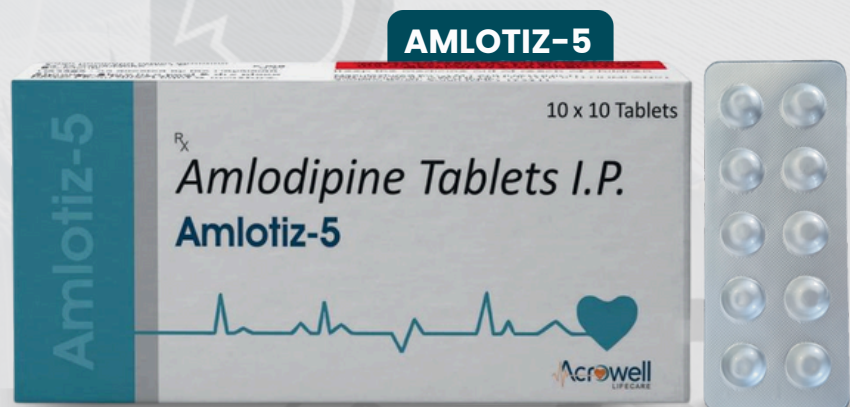 AMLOTIZ-5
10 x 10 Tablets
Rx
Amlodipine Tablets I.P.
Amlotiz-5
Amlotiz-5
Acrowell
LIFECARE